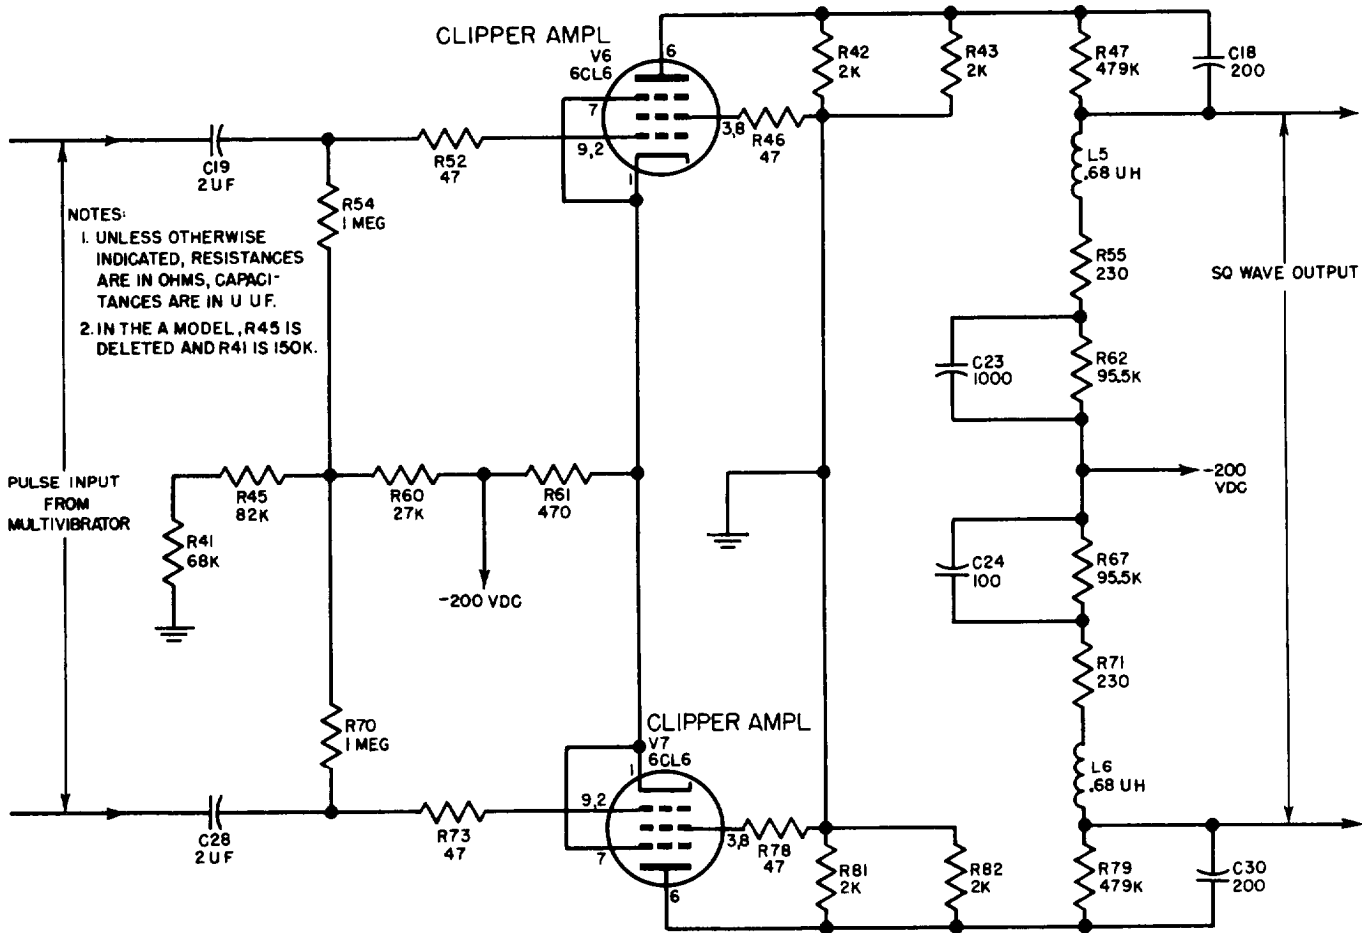 CLIPPER AMPL
V6
6CL6
6
7
9,2
3,8
1
R42
2K
R43
2K
R47
479K
C18
200
R46
47
C19
2UF
R52
47
R54
1 MEG
L5
.68 UH
R55
230
SQ WAVE OUTPUT
NOTES:
1. UNLESS OTHERWISE
INDICATED, RESISTANCES
ARE IN OHMS, CAPACI-
TANCES ARE IN U UF.
2. IN THE A MODEL, R45 IS
DELETED AND R41 IS 150K.
C23
1000
R62
95.5K
PULSE INPUT
FROM
MULTIVIBRATOR
R45
82K
R60
27K
R61
470
-200
VDC
R41
68K
-200 VDC
C24
100
R67
95.5K
R71
230
R70
1 MEG
CLIPPER AMPL
V7
6CL6
1
9,2
7
3,8
6
L6
.68 UH
C28
2UF
R73
47
R78
47
R81
2K
R82
2K
R79
479K
C30
200